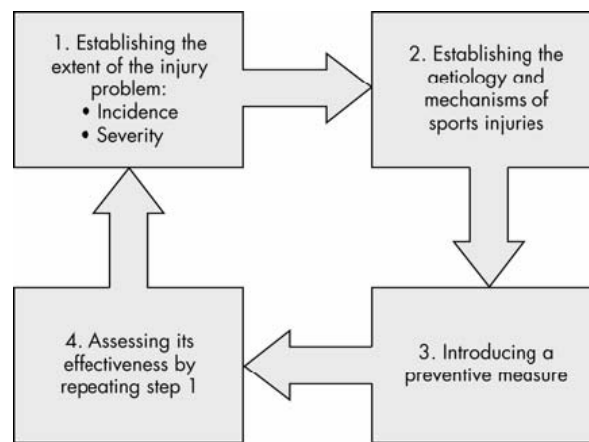 1. Establishing the
extent of the injury
problem:
• Incidence
• Severity
2. Establishing the
aetiology and
mechanisms of
sports injuries
4. Assessing its
effectiveness by
repeating step 1
3. Introducing a
preventive measure